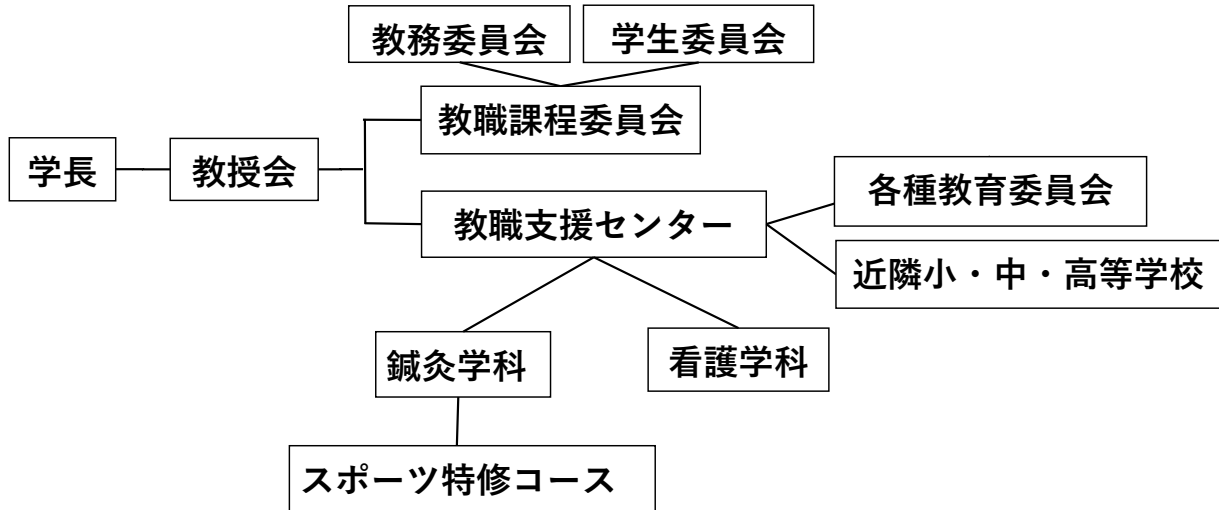 教務委員会
学生委員会
教職課程委員会
学長
教授会
各種教育委員会
教職支援センター
近隣小・中・高等学校
鍼灸学科
看護学科
スポーツ特修コース